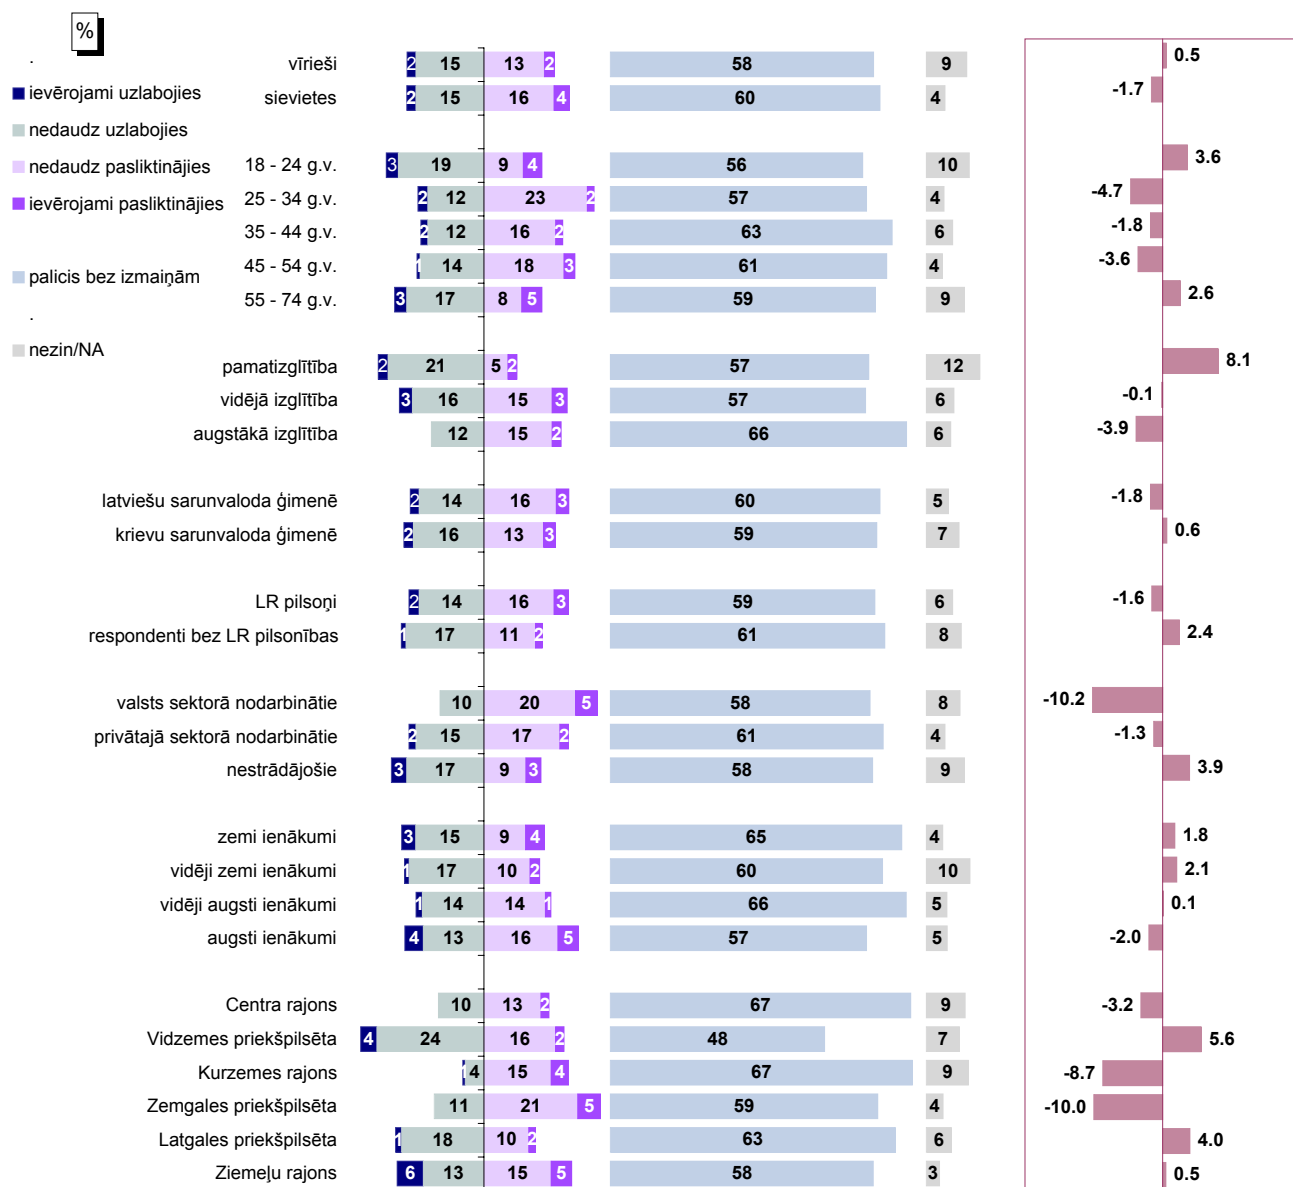 %
.
ievērojami uzlabojies
nedaudz uzlabojies
nedaudz pasliktinājies
ievērojami pasliktinājies
palicis bez izmaiņām
.
nezin/NA
vīrieši 2 15 13 2 58 9 0.5
sievietes 2 15 16 4 60 4 -1.7
18 - 24 g.v. 3 19 9 4 56 10 3.6
25 - 34 g.v. 2 12 23 2 57 4 -4.7
35 - 44 g.v. 2 12 16 2 63 6 -1.8
45 - 54 g.v. 1 14 18 3 61 4 -3.6
55 - 74 g.v. 3 17 8 5 59 9 2.6
pamatizglītība 2 21 5 2 57 12 8.1
vidējā izglītība 3 16 15 3 57 6 -0.1
augstākā izglītība 12 15 2 66 6 -3.9
latviešu sarunvaloda ģimenē 2 14 16 3 60 5 -1.8
krievu sarunvaloda ģimenē 2 16 13 3 59 7 0.6
LR pilsoņi 2 14 16 3 59 6 -1.6
respondenti bez LR pilsonības 1 17 11 2 61 8 2.4
valsts sektorā nodarbinātie 10 20 5 58 8 -10.2
privātajā sektorā nodarbinātie 2 15 17 2 61 4 -1.3
nestrādājošie 3 17 9 3 58 9 3.9
zemi ienākumi 3 15 9 4 65 4 1.8
vidēji zemi ienākumi 1 17 10 2 60 10 2.1
vidēji augsti ienākumi 1 14 14 1 66 5 0.1
augsti ienākumi 4 13 16 5 57 5 -2.0
Centra rajons 10 13 2 67 9 -3.2
Vidzemes priekšpilsēta 4 24 16 2 48 7 5.6
Kurzemes rajons 1 4 15 4 67 9 -8.7
Zemgales priekšpilsēta 11 21 5 59 4 -10.0
Latgales priekšpilsēta 1 18 10 2 63 6 4.0
Ziemeļu rajons 6 13 15 5 58 3 0.5